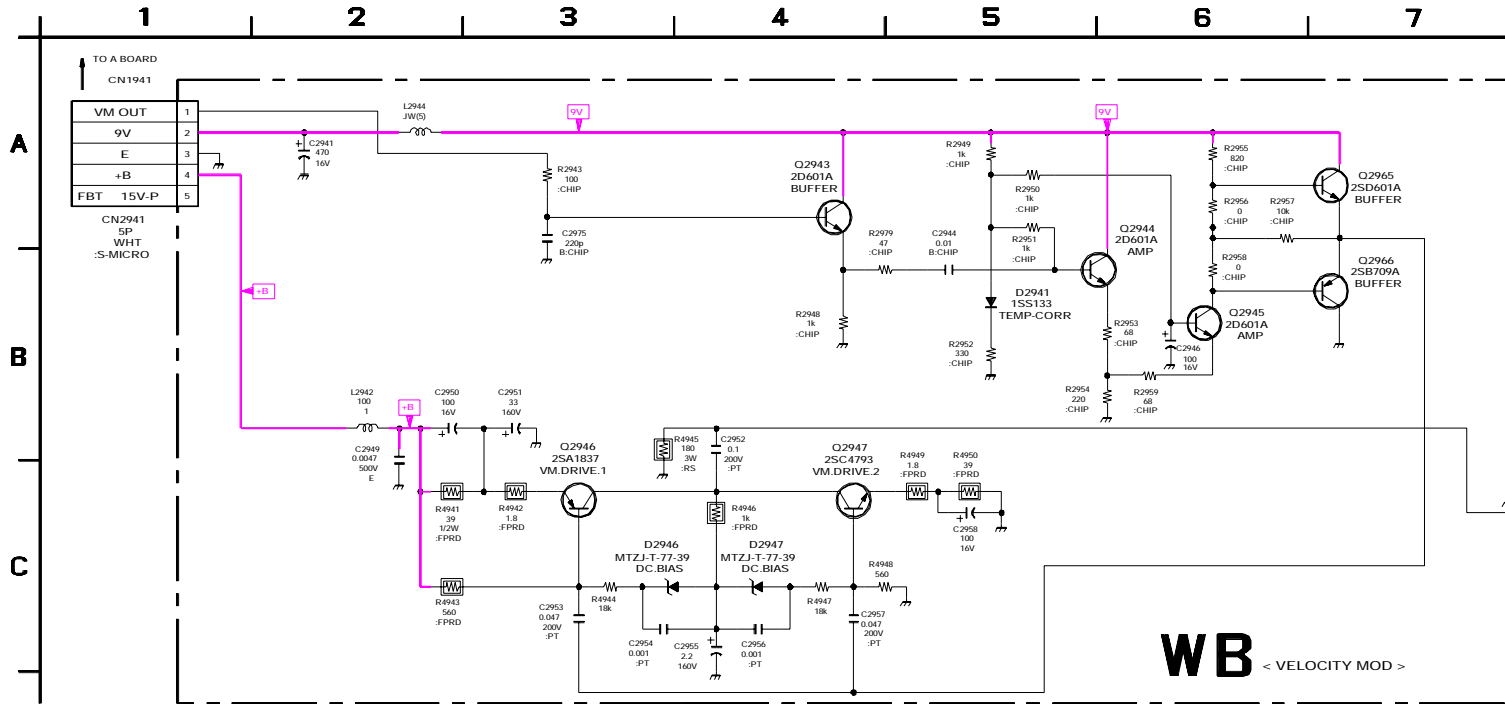 1 2 3 4 5 6 7
TO A BOARD
CN1941
VM OUT 1
9V 2
E 3
+B 4
FBT 15V-P 5
CN2941
5P
WHT
:S-MICRO
A
B
C
L2944
JW(5)
+
C2941
470
16V
9V
R2943
100
:CHIP
C2975
220p
B:CHIP
Q2943
2D601A
BUFFER
R2979
47
:CHIP
C2944
0.01
B:CHIP
R2948
1k
:CHIP
R2949
1k
:CHIP
R2950
1k
:CHIP
R2951
1k
:CHIP
D2941
1SS133
TEMP-CORR
R2952
330
:CHIP
9V
Q2944
2D601A
AMP
R2953
68
:CHIP
R2954
220
:CHIP
R2959
68
:CHIP
+
C2946
100
16V
Q2945
2D601A
AMP
R2955
820
:CHIP
R2956
0
:CHIP
R2957
10k
:CHIP
R2958
0
:CHIP
Q2965
2SD601A
BUFFER
Q2966
2SB709A
BUFFER
+B
L2942
100
1
+B
C2949
0.0047
500V
E
C2950
100
16V
+
C2951
33
160V
+
R4941
39
1/2W
:FPRD
R4942
1.8
:FPRD
R4943
560
:FPRD
Q2946
2SA1837
VM.DRIVE.1
R4945
180
3W
:RS
C2952
0.1
200V
:PT
R4946
1k
:FPRD
Q2947
2SC4793
VM.DRIVE.2
R4949
1.8
:FPRD
R4950
39
:FPRD
+
C2958
100
16V
D2946
MTZJ-T-77-39
DC.BIAS
D2947
MTZJ-T-77-39
DC.BIAS
R4944
18k
R4947
18k
R4948
560
C2953
0.047
200V
:PT
C2954
0.001
:PT
C2955
2.2
160V
+
C2956
0.001
:PT
C2957
0.047
200V
:PT
WB < VELOCITY MOD >